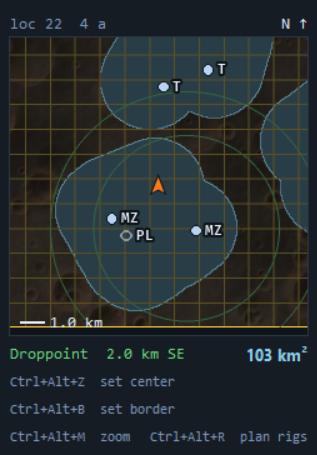 loc 22 4 a N ↑
T
T
MZ
PL
MZ
1.0 km
Droppoint 2.0 km SE 103 km²
Ctrl+Alt+Z set center
Ctrl+Alt+B set border
Ctrl+Alt+M zoom Ctrl+Alt+R plan rigs